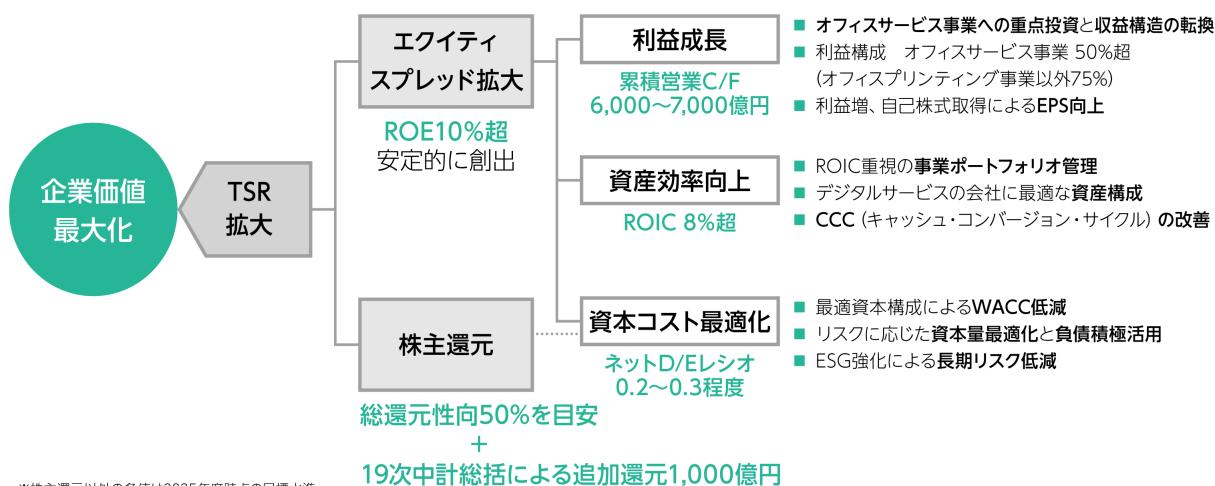 企業価値
最大化
TSR
拡大
エクイティ
スプレッド拡大
ROE10%超
安定的に創出
株主還元
総還元性向50%を目安
+
19次中計総括による追加還元1,000億円
利益成長
累積営業C/F
6,000〜7,000億円
■ オフィスサービス事業への重点投資と収益構造の転換
■ 利益構成 オフィスサービス事業 50%超
(オフィスプリンティング事業以外75%)
■ 利益増、自己株式取得によるEPS向上
資産効率向上
ROIC 8%超
■ ROIC重視の事業ポートフォリオ管理
■ デジタルサービスの会社に最適な資産構成
■ CCC (キャッシュ・コンバージョン・サイクル) の改善
資本コスト最適化
ネットD/Eレシオ
0.2〜0.3程度
■ 最適資本構成によるWACC低減
■ リスクに応じた資本量最適化と負債積極活用
■ ESG強化による長期リスク低減